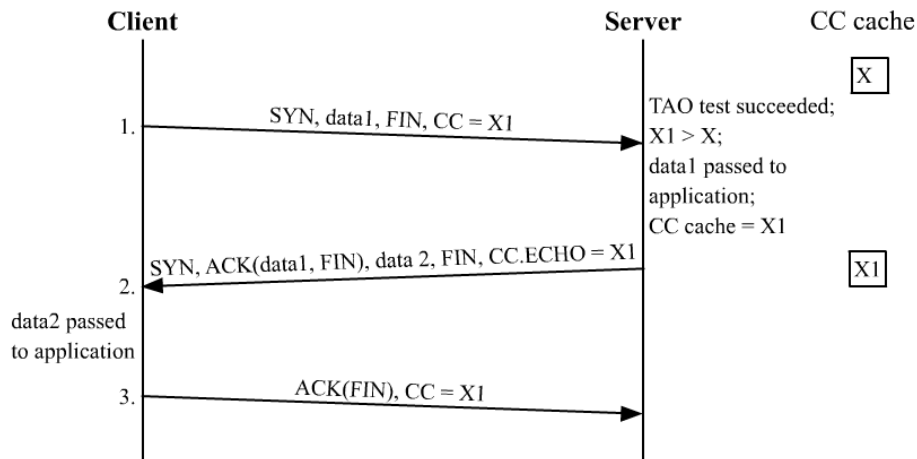 Client
Server
CC cache
X
1.
SYN, data1, FIN, CC = X1
TAO test succeeded;
X1 > X;
data1 passed to
application;
CC cache = X1
SYN, ACK(data1, FIN), data 2, FIN, CC.ECHO = X1
X1
2.
data2 passed
to application
3.
ACK(FIN), CC = X1